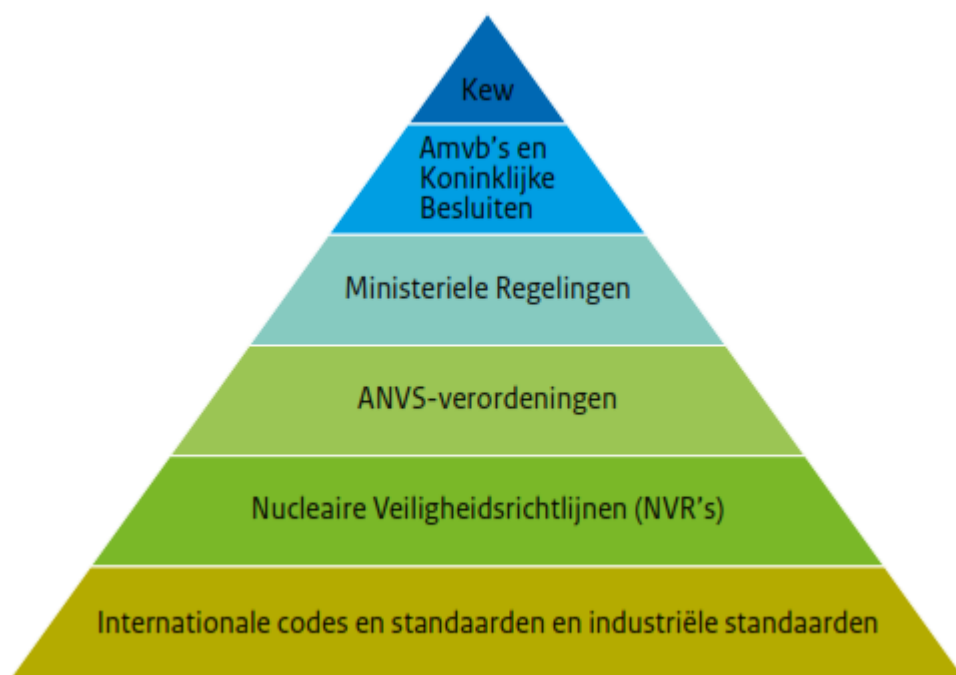 Kew
Amvb's en
Koninklijke
Besluiten
Ministeriele Regelingen
ANVS-verordeningen
Nucleaire Veiligheidsrichtlijnen (NVR's)
Internationale codes en standaarden en industriële standaarden